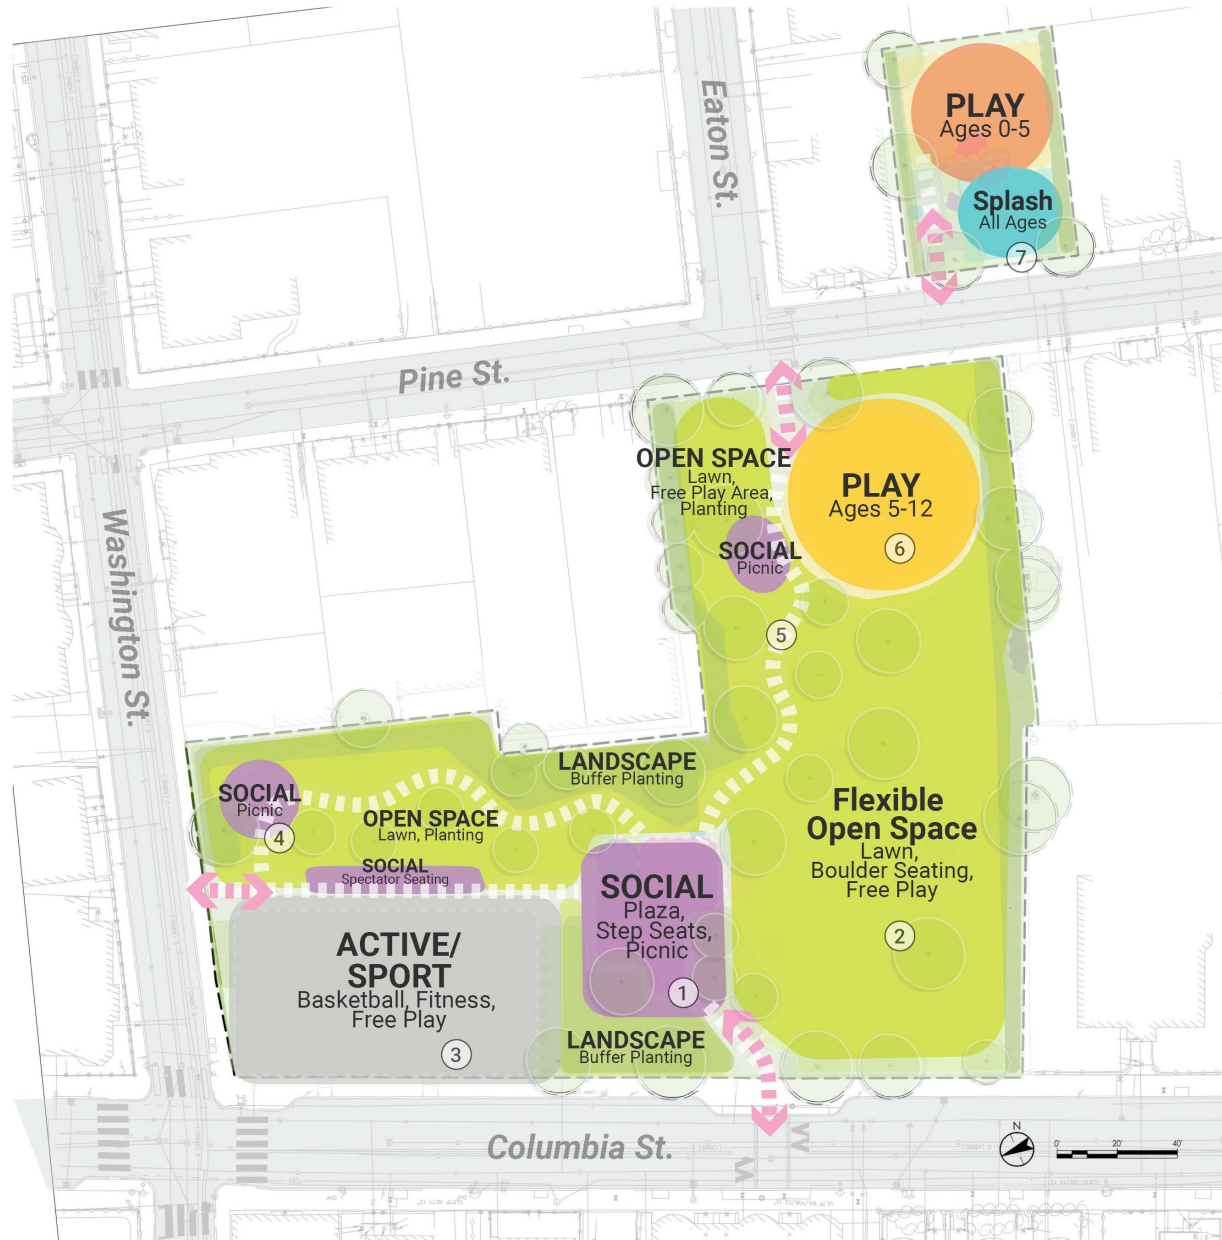 Eaton St.
PLAY
Ages 0-5
Splash
All Ages
7
Pine St.
OPEN SPACE
Lawn,
Free Play Area,
Planting
PLAY
Ages 5-12
6
SOCIAL
Picnic
5
Washington St.
SOCIAL
Picnic
4
LANDSCAPE
Buffer Planting
OPEN SPACE
Lawn, Planting
SOCIAL
Spectator Seating
Flexible
Open Space
Lawn,
Boulder Seating,
Free Play
2
SOCIAL
Plaza,
Step Seats,
Picnic
1
ACTIVE/
SPORT
Basketball, Fitness,
Free Play
3
LANDSCAPE
Buffer Planting
Columbia St.
N
0' 20' 40'